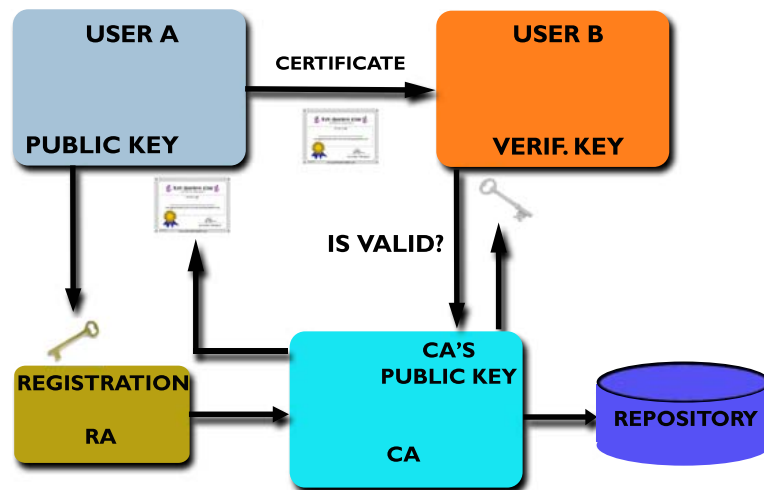 USER A
CERTIFICATE
USER B
PUBLIC KEY
VERIF. KEY
IS VALID?
CA'S
PUBLIC KEY
REGISTRATION
RA
CA
REPOSITORY